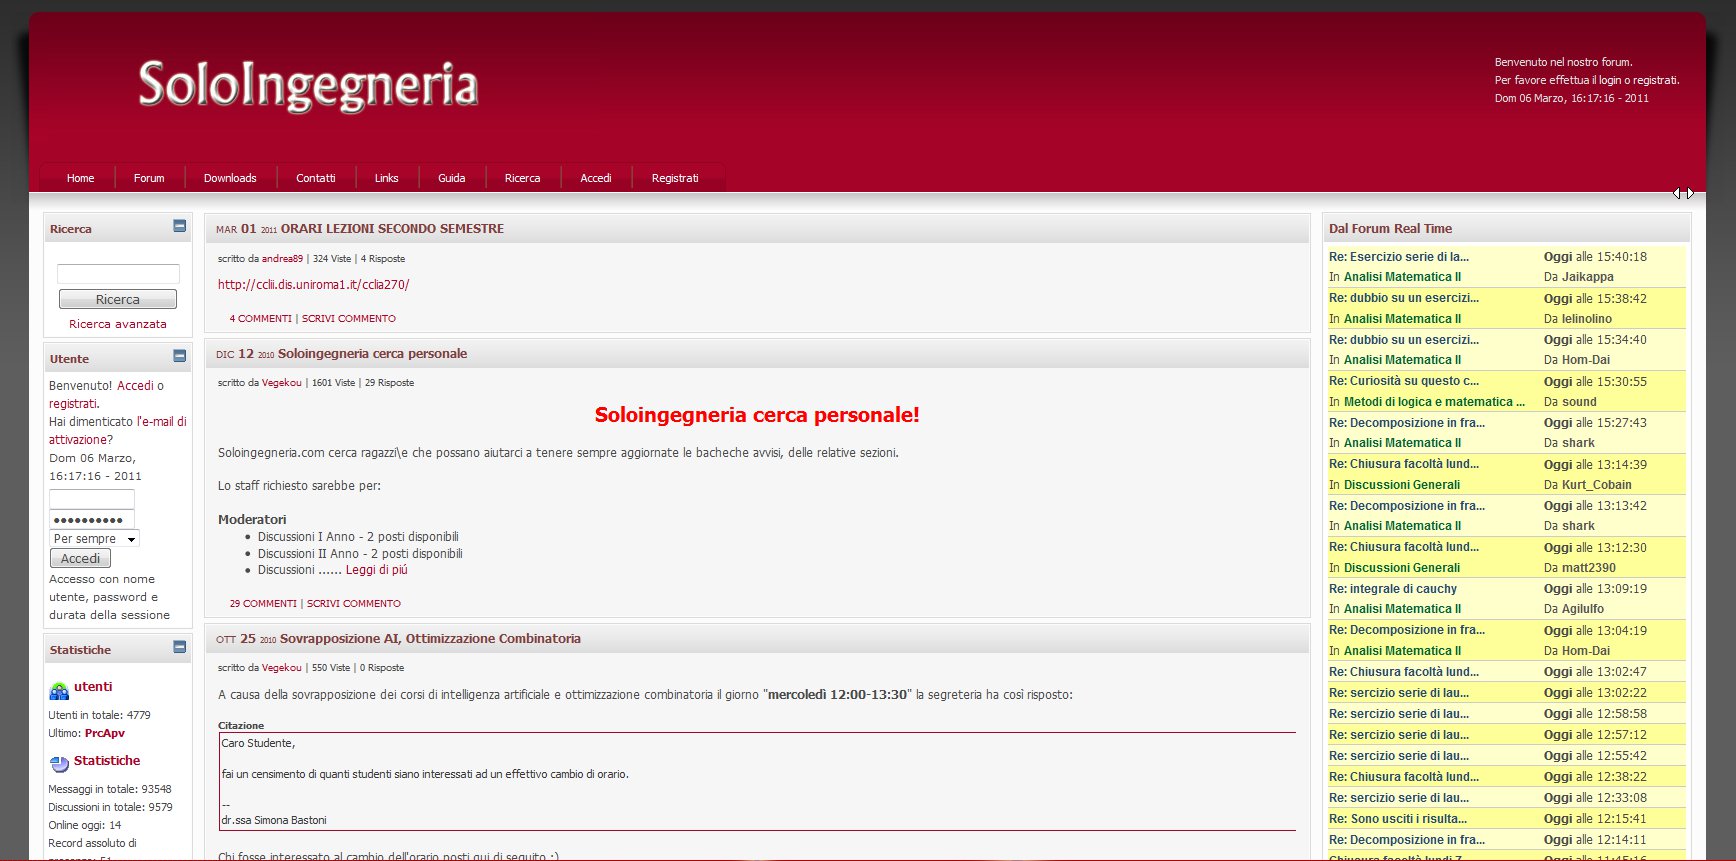 SoloIngegneria
Benvenuto nel nostro forum.
Per favore effettua il login o registrati.
Dom 06 Marzo, 16:17:16 - 2011
Home
Forum
Downloads
Contatti
Links
Guida
Ricerca
Accedi
Registrati
Ricerca
Ricerca
Ricerca avanzata
Utente
Benvenuto! Accedi o
registrati.
Hai dimenticato l'e-mail di
attivazione?
Dom 06 Marzo,
16:17:16 - 2011
Per sempre
Accedi
Accesso con nome
utente, password e
durata della sessione
Statistiche
utenti
Utenti in totale: 4779
Ultimo: PrcApv
Statistiche
Messaggi in totale: 93548
Discussioni in totale: 9579
Online oggi: 14
Record assoluto di
MAR 01 2011 ORARI LEZIONI SECONDO SEMESTRE
scritto da andrea89 | 324 Viste | 4 Risposte
http://cclii.dis.uniroma1.it/cclia270/
4 COMMENTI | SCRIVI COMMENTO
DIC 12 2010 Soloingegneria cerca personale
scritto da Vegekou | 1601 Viste | 29 Risposte
Soloingegneria cerca personale!
Soloingegneria.com cerca ragazzi\e che possano aiutarci a tenere sempre aggiornate le bacheche avvisi, delle relative sezioni.
Lo staff richiesto sarebbe per:
Moderatori
• Discussioni I Anno - 2 posti disponibili
• Discussioni II Anno - 2 posti disponibili
• Discussioni ...... Leggi di piú
29 COMMENTI | SCRIVI COMMENTO
OTT 25 2010 Sovrapposizione AI, Ottimizzazione Combinatoria
scritto da Vegekou | 550 Viste | 0 Risposte
A causa della sovrapposizione dei corsi di intelligenza artificiale e ottimizzazione combinatoria il giorno "mercoledì 12:00-13:30" la segreteria ha così risposto:
Citazione
Caro Studente,
fai un censimento di quanti studenti siano interessati ad un effettivo cambio di orario.
--
dr.ssa Simona Bastoni
Chi fosse interessato al cambio dell'orario posti qui di seguito :)
Dal Forum Real Time
Re: Esercizio serie di la... Oggi alle 15:40:18
In Analisi Matematica II Da Jaikappa
Re: dubbio su un esercizi... Oggi alle 15:38:42
In Analisi Matematica II Da lelinolino
Re: dubbio su un esercizi... Oggi alle 15:34:40
In Analisi Matematica II Da Hom-Dai
Re: Curiosità su questo c... Oggi alle 15:30:55
In Metodi di logica e matematica ... Da sound
Re: Decomposizione in fra... Oggi alle 15:27:43
In Analisi Matematica II Da shark
Re: Chiusura facoltà lund... Oggi alle 13:14:39
In Discussioni Generali Da Kurt_Cobain
Re: Decomposizione in fra... Oggi alle 13:13:42
In Analisi Matematica II Da shark
Re: Chiusura facoltà lund... Oggi alle 13:12:30
In Discussioni Generali Da matt2390
Re: integrale di cauchy Oggi alle 13:09:19
In Analisi Matematica II Da Agilulfo
Re: Decomposizione in fra... Oggi alle 13:04:19
In Analisi Matematica II Da Hom-Dai
Re: Chiusura facoltà lund... Oggi alle 13:02:47
Re: sercizio serie di lau... Oggi alle 13:02:22
Re: sercizio serie di lau... Oggi alle 12:58:58
Re: sercizio serie di lau... Oggi alle 12:57:12
Re: sercizio serie di lau... Oggi alle 12:55:42
Re: Chiusura facoltà lund... Oggi alle 12:38:22
Re: sercizio serie di lau... Oggi alle 12:33:08
Re: Sono usciti i risulta... Oggi alle 12:15:41
Re: Decomposizione in fra... Oggi alle 12:14:11
Chiusura facoltà lundì 7 Oggi alle 11:45:16